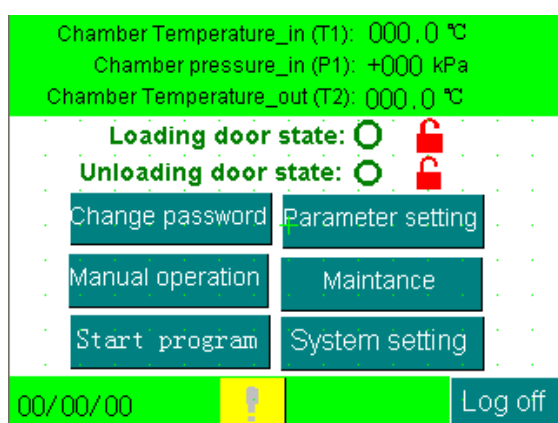 Chamber Temperature_in (T1): 000.0 ℃
Chamber pressure_in (P1): +000 kPa
Chamber Temperature_out (T2): 000.0 ℃
Loading door state:
Unloading door state:
Change password Parameter setting
Manual operation Maintance
Start program System setting
00/00/00 Log off